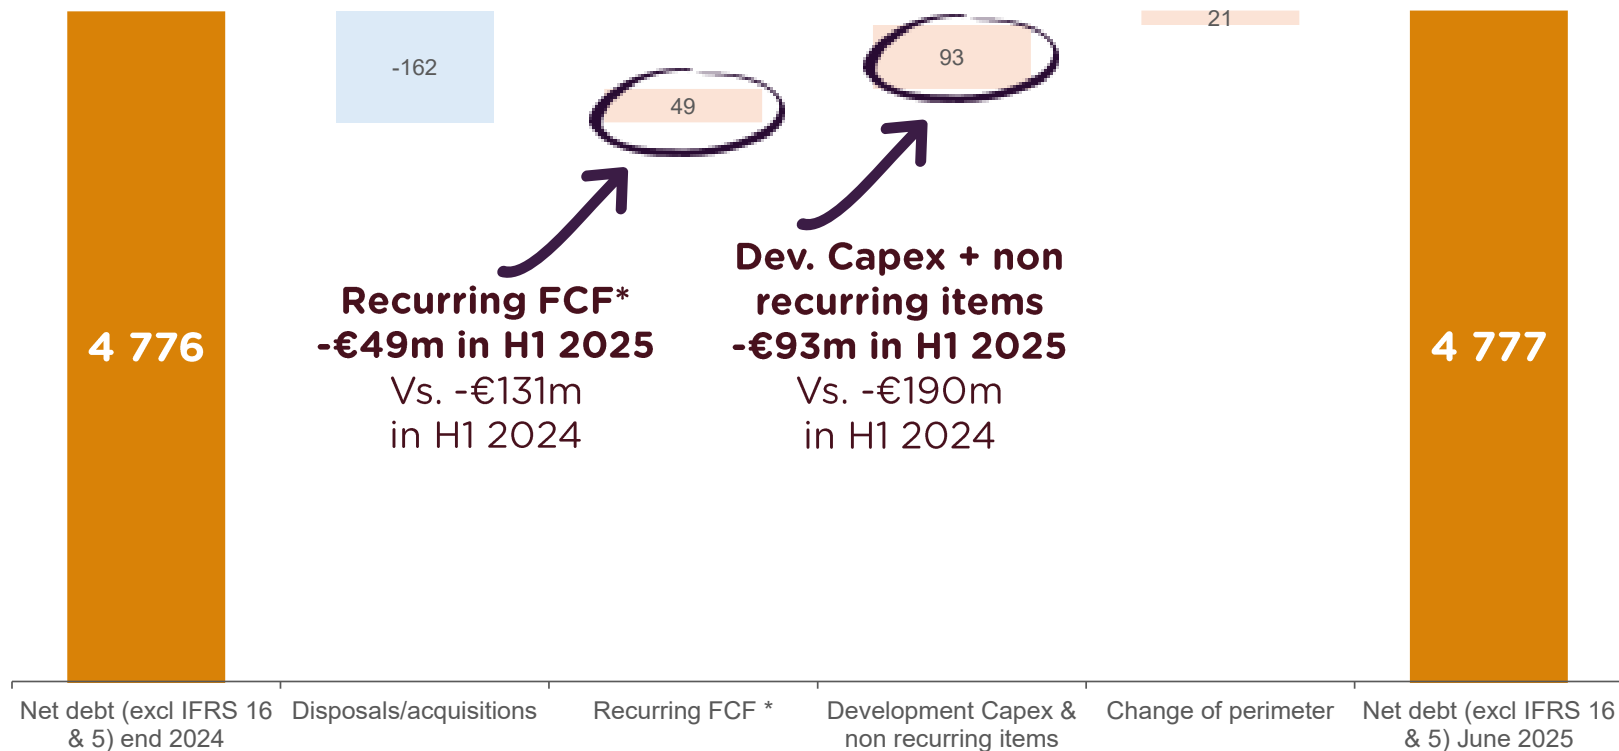 21
-162
93
49
Dev. Capex + non
recurring items
-€93m in H1 2025
Vs. -€190m
in H1 2024
Recurring FCF*
-€49m in H1 2025
Vs. -€131m
in H1 2024
4 776
4 777
Net debt (excl IFRS 16
& 5) end 2024
Disposals/acquisitions
Recurring FCF *
Development Capex &
non recurring items
Change of perimeter
Net debt (excl IFRS 16
& 5) June 2025